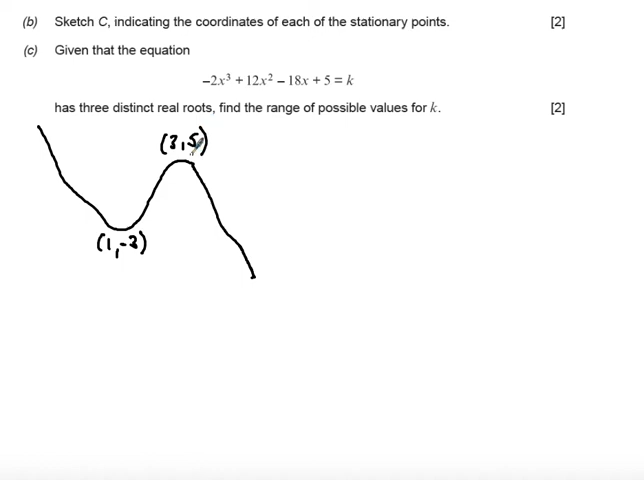 (b) Sketch C, indicating the coordinates of each of the stationary points. [2]
(c) Given that the equation
−2x³ + 12x² − 18x + 5 = k
has three distinct real roots, find the range of possible values for k. [2]
(3,5)
(1,-3)